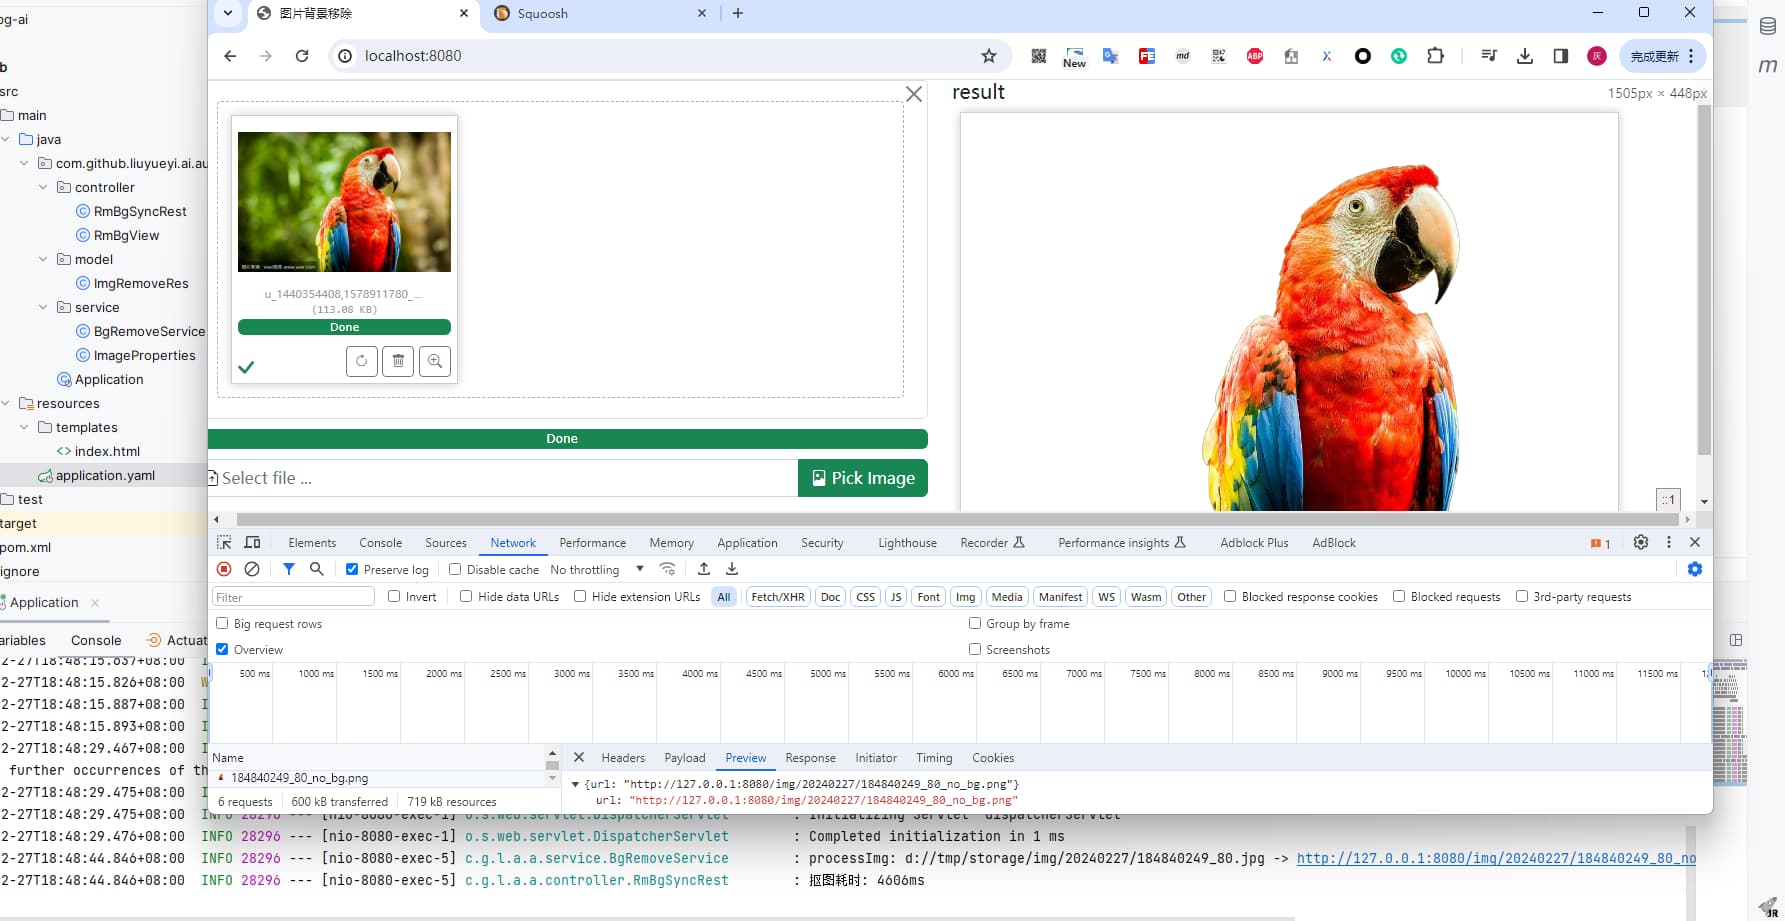 og-ai
b
src
main
java
com.github.liuyueyi.ai.au
controller
RmBgSyncRest
RmBgView
model
ImgRemoveRes
service
BgRemoveService
ImageProperties
Application
resources
templates
<> index.html
application.yaml
test
target
pom.xml
ignore
Application
ariables Console Actuat
图片背景移除
Squoosh
localhost:8080
New
md
ABP
灰
完成更新
u_1440354408,1578911780_...
(113.08 KB)
Done
Done
Select file ...
Pick Image
result
1505px × 448px
::1
Elements Console Sources Network Performance Memory Application Security Lighthouse Recorder Performance insights Adblock Plus AdBlock
1
Preserve log Disable cache No throttling
Filter Invert Hide data URLs Hide extension URLs All Fetch/XHR Doc CSS JS Font Img Media Manifest WS Wasm Other Blocked response cookies Blocked requests 3rd-party requests
Big request rows Group by frame
Overview Screenshots
500 ms 1000 ms 1500 ms 2000 ms 2500 ms 3000 ms 3500 ms 4000 ms 4500 ms 5000 ms 5500 ms 6000 ms 6500 ms 7000 ms 7500 ms 8000 ms 8500 ms 9000 ms 9500 ms 10000 ms 10500 ms 11000 ms 11500 ms
Name
184840249_80_no_bg.png
6 requests 600 kB transferred 719 kB resources
Headers Payload Preview Response Initiator Timing Cookies
{url: "http://127.0.0.1:8080/img/20240227/184840249_80_no_bg.png"}
url: "http://127.0.0.1:8080/img/20240227/184840249_80_no_bg.png"
2-27T18:48:15.637+08:00 I
2-27T18:48:15.826+08:00 W
2-27T18:48:15.887+08:00 I
2-27T18:48:15.893+08:00 I
2-27T18:48:29.467+08:00 I
further occurrences of th
2-27T18:48:29.475+08:00 I
2-27T18:48:29.475+08:00 INFO 28296 --- [nio-8080-exec-1] o.s.web.servlet.DispatcherServlet : Initializing Servlet 'dispatcherServlet'
2-27T18:48:29.476+08:00 INFO 28296 --- [nio-8080-exec-1] o.s.web.servlet.DispatcherServlet : Completed initialization in 1 ms
2-27T18:48:44.846+08:00 INFO 28296 --- [nio-8080-exec-5] c.g.l.a.a.service.BgRemoveService : processImg: d://tmp/storage/img/20240227/184840249_80.jpg -> http://127.0.0.1:8080/img/20240227/184840249_80_no
2-27T18:48:44.846+08:00 INFO 28296 --- [nio-8080-exec-5] c.g.l.a.a.controller.RmBgSyncRest : 抠图耗时: 4606ms